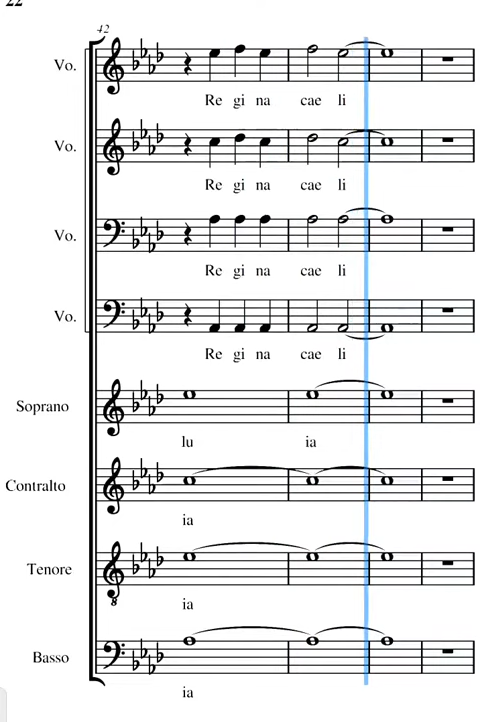 42
Vo.
Re gi na cae li
Vo.
Re gi na cae li
Vo.
Re gi na cae li
Vo.
Re gi na cae li
Soprano
lu ia
Contralto
ia
Tenore
8
ia
Basso
ia